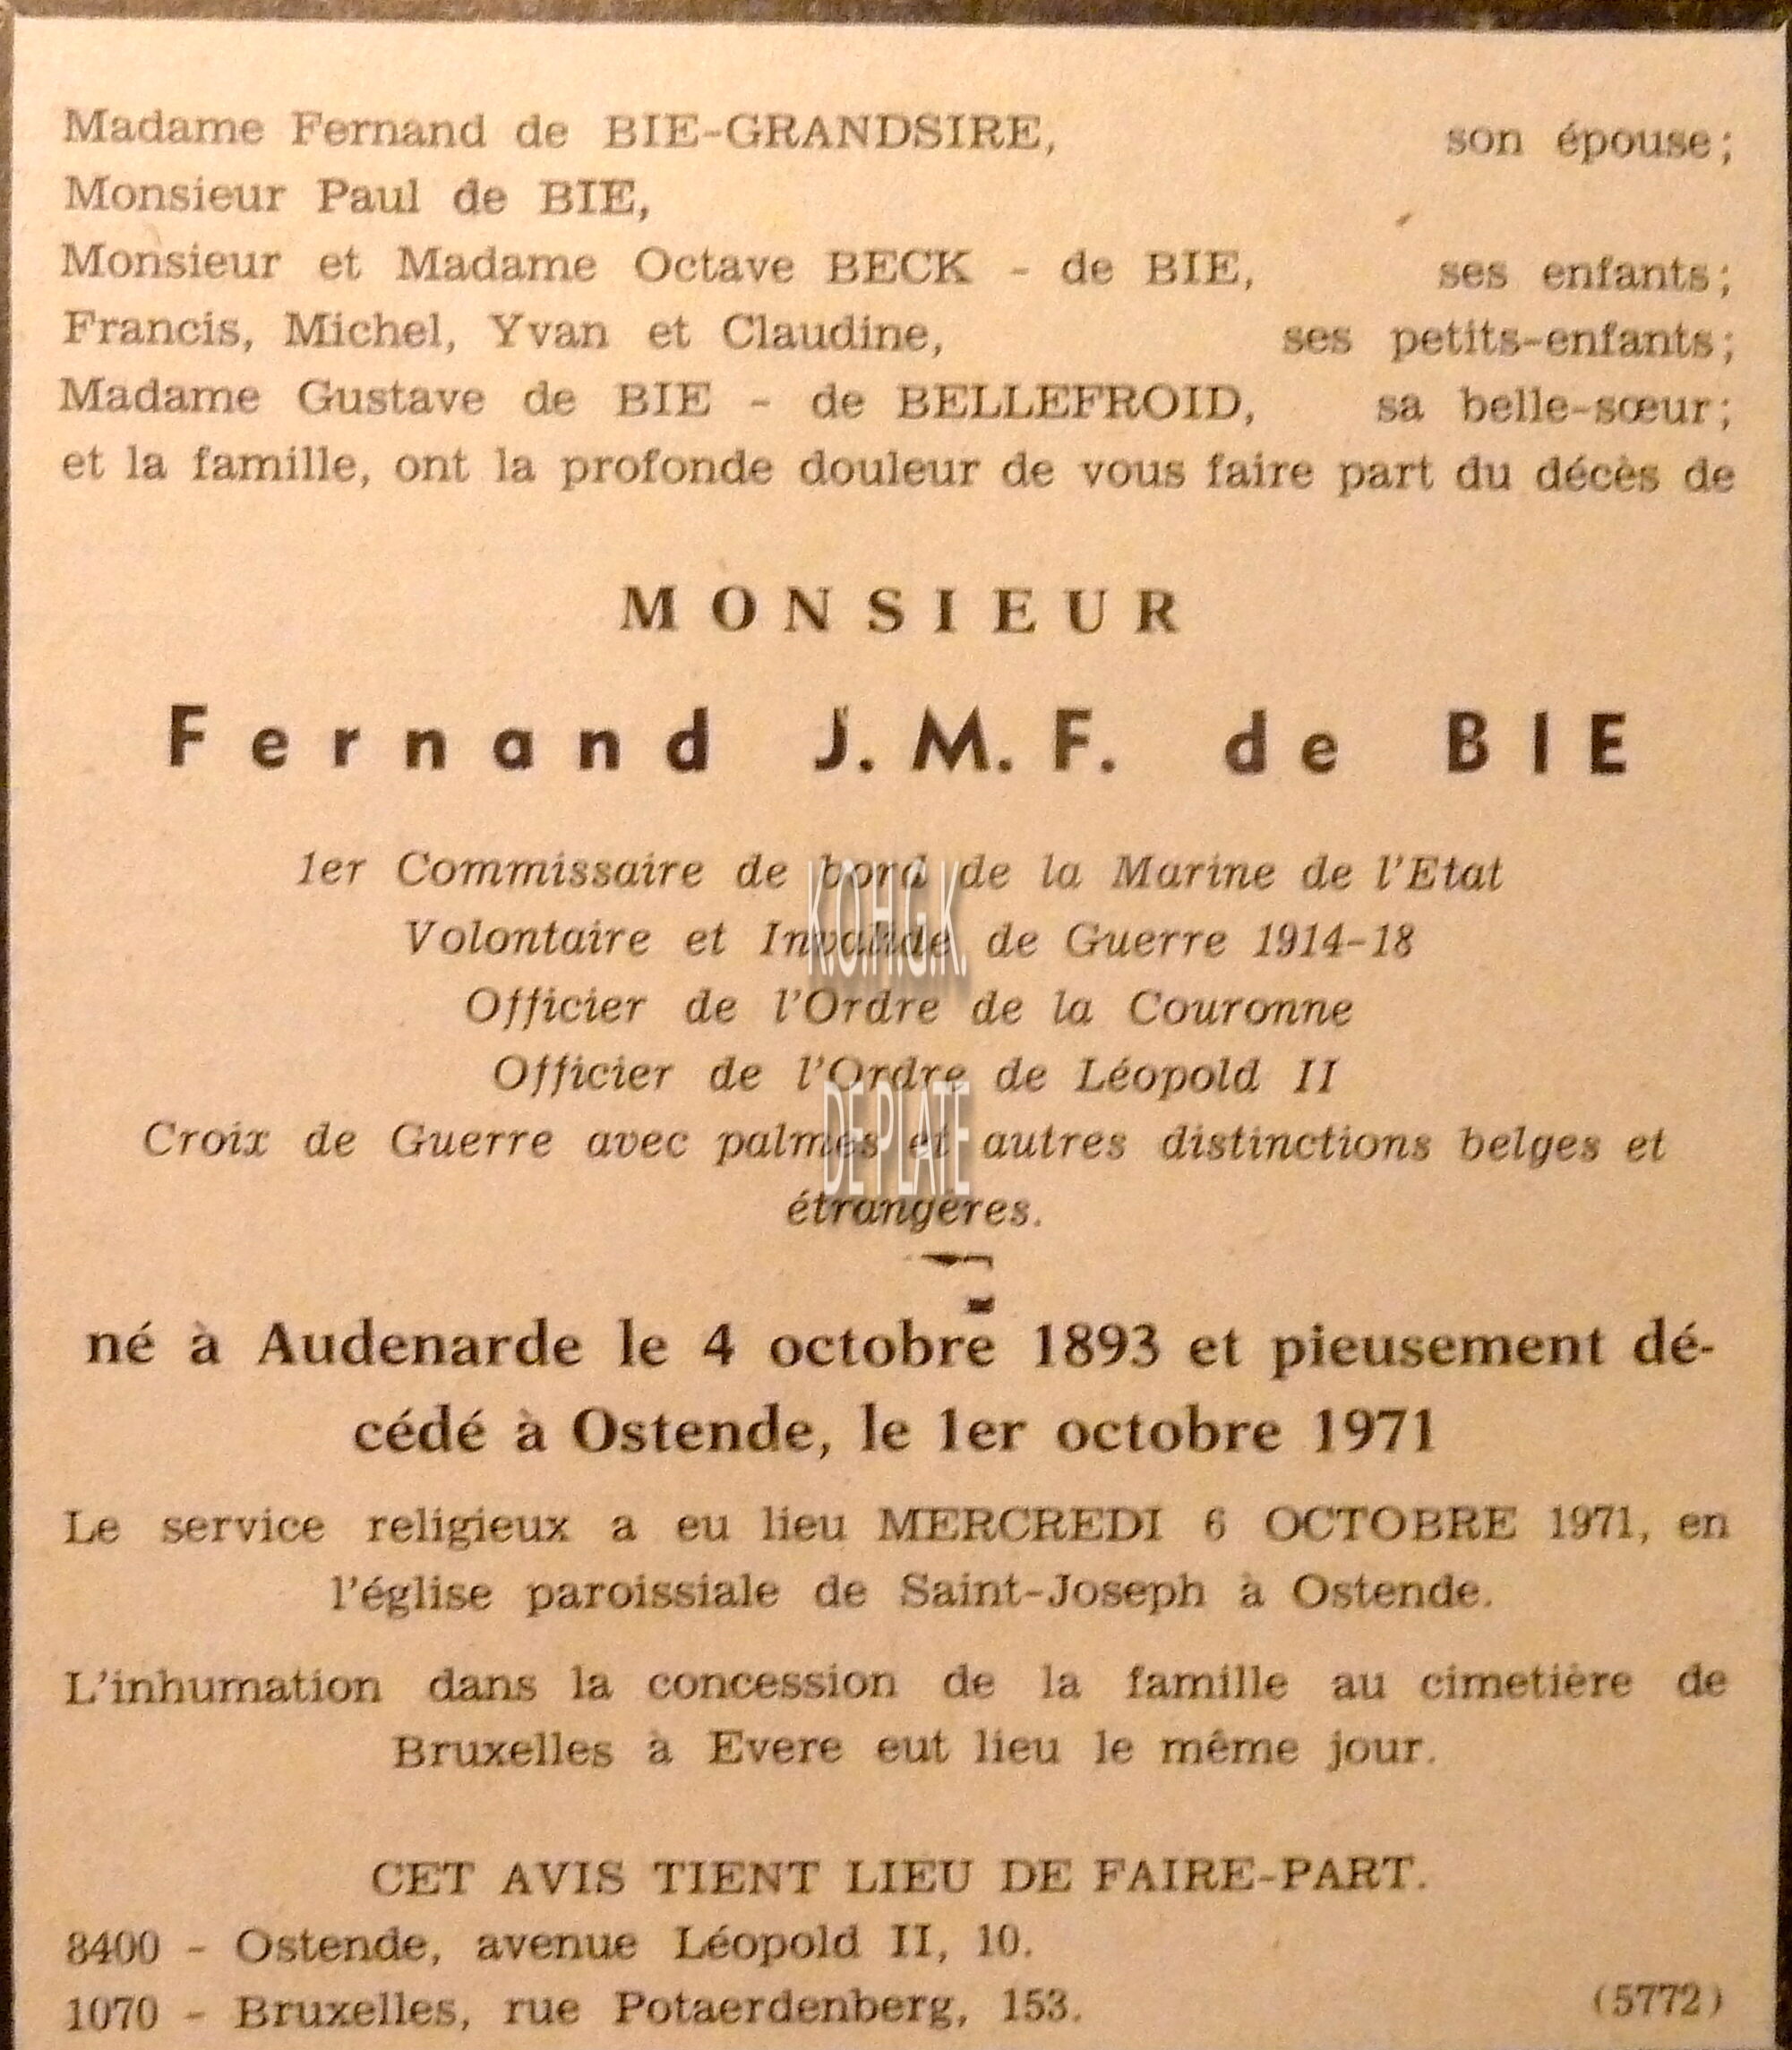 Madame Fernand de BIE-GRANDSIRE, son épouse;
Monsieur Paul de BIE,
Monsieur et Madame Octave BECK - de BIE, ses enfants;
Francis, Michel, Yvan et Claudine, ses petits-enfants;
Madame Gustave de BIE - de BELLEFROID, sa belle-sœur;
et la famille, ont la profonde douleur de vous faire part du décès de
MONSIEUR
Fernand J. M. F. de BIE
1er Commissaire de bord de la Marine de l'Etat
Volontaire et Invalide de Guerre 1914-18
K.O.H.G.K.
Officier de l'Ordre de la Couronne
Officier de l'Ordre de Léopold II
DE PLATE
Croix de Guerre avec palmes et autres distinctions belges et
étrangères.
né à Audenarde le 4 octobre 1893 et pieusement dé-
cédé à Ostende, le 1er octobre 1971
Le service religieux a eu lieu MERCREDI 6 OCTOBRE 1971, en
l'église paroissiale de Saint-Joseph à Ostende.
L'inhumation dans la concession de la famille au cimetière de
Bruxelles à Evere eut lieu le même jour.
CET AVIS TIENT LIEU DE FAIRE-PART.
8400 - Ostende, avenue Léopold II, 10.
1070 - Bruxelles, rue Potaerdenberg, 153. (5772)